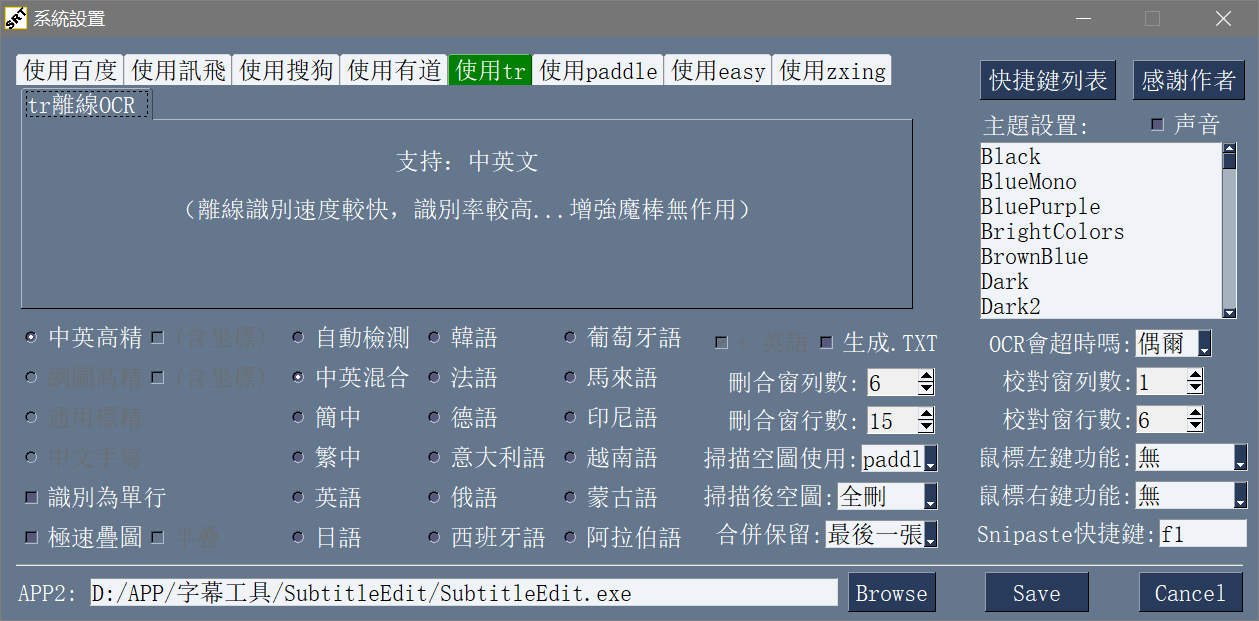 SRT 系統設置
使用百度 使用訊飛 使用搜狗 使用有道 使用tr 使用paddle 使用easy 使用zxing
快捷鍵列表 感謝作者
tr離線OCR
支持: 中英文
（離線識別速度較快, 識別率較高...增強魔棒無作用）
主題設置: 声音
Black
BlueMono
BluePurple
BrightColors
BrownBlue
Dark
Dark2
中英高精 (含坐標) 自動檢測 韓語 葡萄牙語 + 英語 生成.TXT OCR會超時嗎: 偶爾
網圖高精 (含坐標) 中英混合 法語 馬來語 刪合窗列數: 6 校對窗列數: 1
通用標精 簡中 德語 印尼語 刪合窗行數: 15 校對窗行數: 6
中文手寫 繁中 意大利語 越南語 掃描空圖使用: paddl 鼠標左鍵功能: 無
識別為單行 英語 俄語 蒙古語 掃描後空圖: 全刪 鼠標右鍵功能: 無
極速疊圖 半疊 日語 西班牙語 阿拉伯語 合併保留: 最後一張 Snipaste快捷鍵: f1
APP2: D:/APP/字幕工具/SubtitleEdit/SubtitleEdit.exe Browse Save Cancel